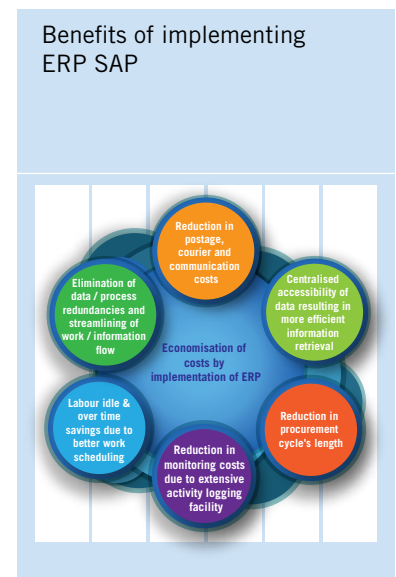 Benefits of implementing
ERP SAP
Reduction in
postage,
courier and
communication
costs
Centralised
accessibility of
data resulting in
more efficient
information
retrieval
Reduction in
procurement
cycle's length
Reduction in
monitoring costs
due to extensive
activity logging
facility
Labour idle &
over time
savings due to
better work
scheduling
Elimination of
data / process
redundancies and
streamlining of
work / information
flow
Economisation of
costs by
implementation of ERP